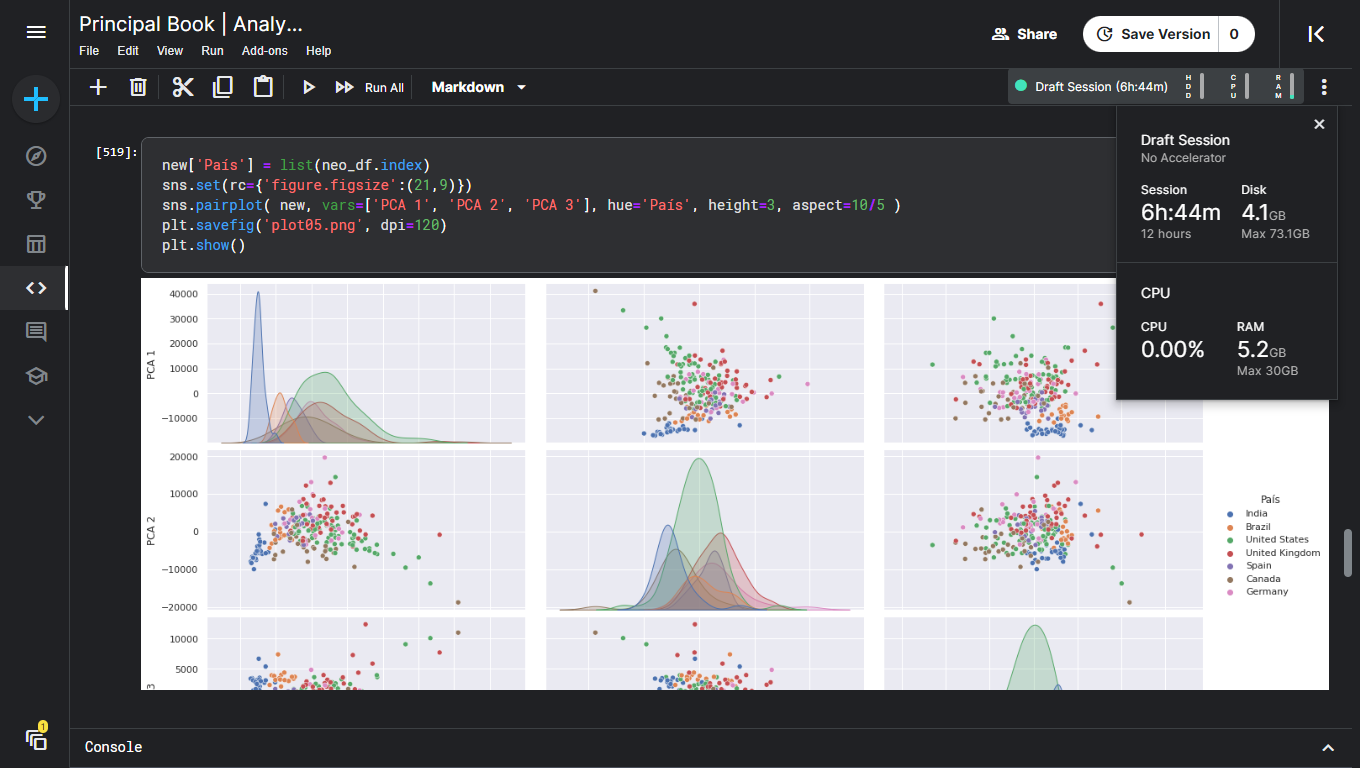 Principal Book | Analy...
File Edit View Run Add-ons Help
Share
Save Version 0
Run All
Markdown
Draft Session (6h:44m)
HDD
CPU
RAM
[519]:
new['País'] = list(neo_df.index)
sns.set(rc={'figure.figsize':(21,9)})
sns.pairplot( new, vars=['PCA 1', 'PCA 2', 'PCA 3'], hue='País', height=3, aspect=10/5 )
plt.savefig('plot05.png', dpi=120)
plt.show()
Draft Session
No Accelerator
Session Disk
6h:44m 4.1GB
12 hours Max 73.1GB
CPU
CPU RAM
0.00% 5.2GB
Max 30GB
40000
30000
20000
10000
0
−10000
PCA 1
20000
10000
0
−10000
−20000
PCA 2
10000
5000
3
País
India
Brazil
United States
United Kingdom
Spain
Canada
Germany
1
Console